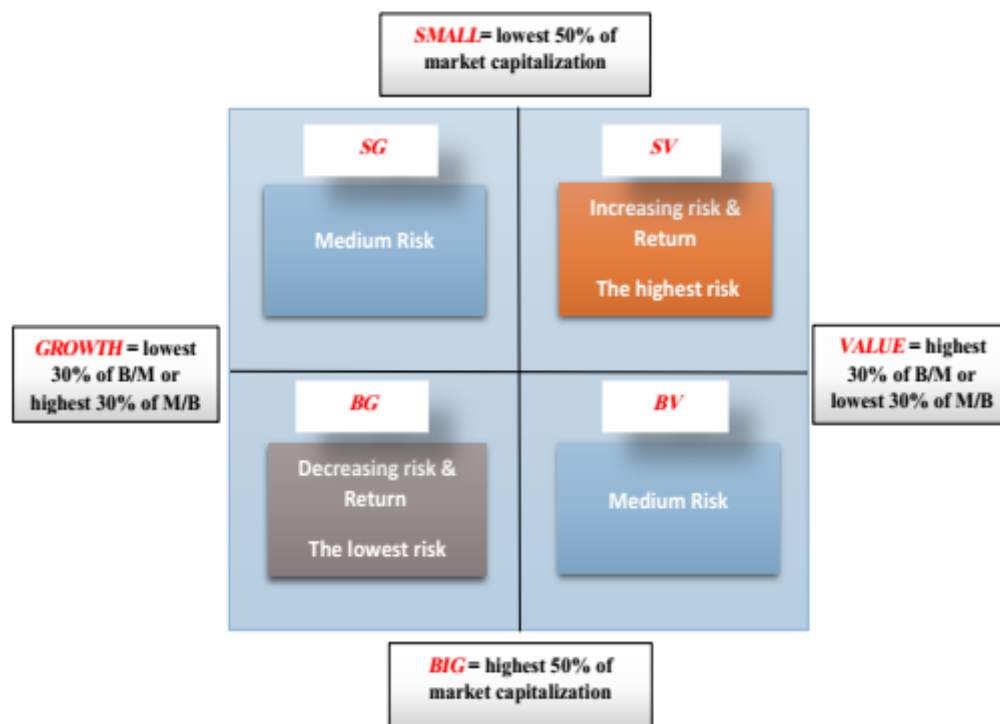 SMALL= lowest 50% of
market capitalization
SG
SV
Medium Risk
Increasing risk &
Return
The highest risk
GROWTH = lowest
30% of B/M or
highest 30% of M/B
VALUE = highest
30% of B/M or
lowest 30% of M/B
BG
BV
Decreasing risk &
Return
The lowest risk
Medium Risk
BIG = highest 50% of
market capitalization